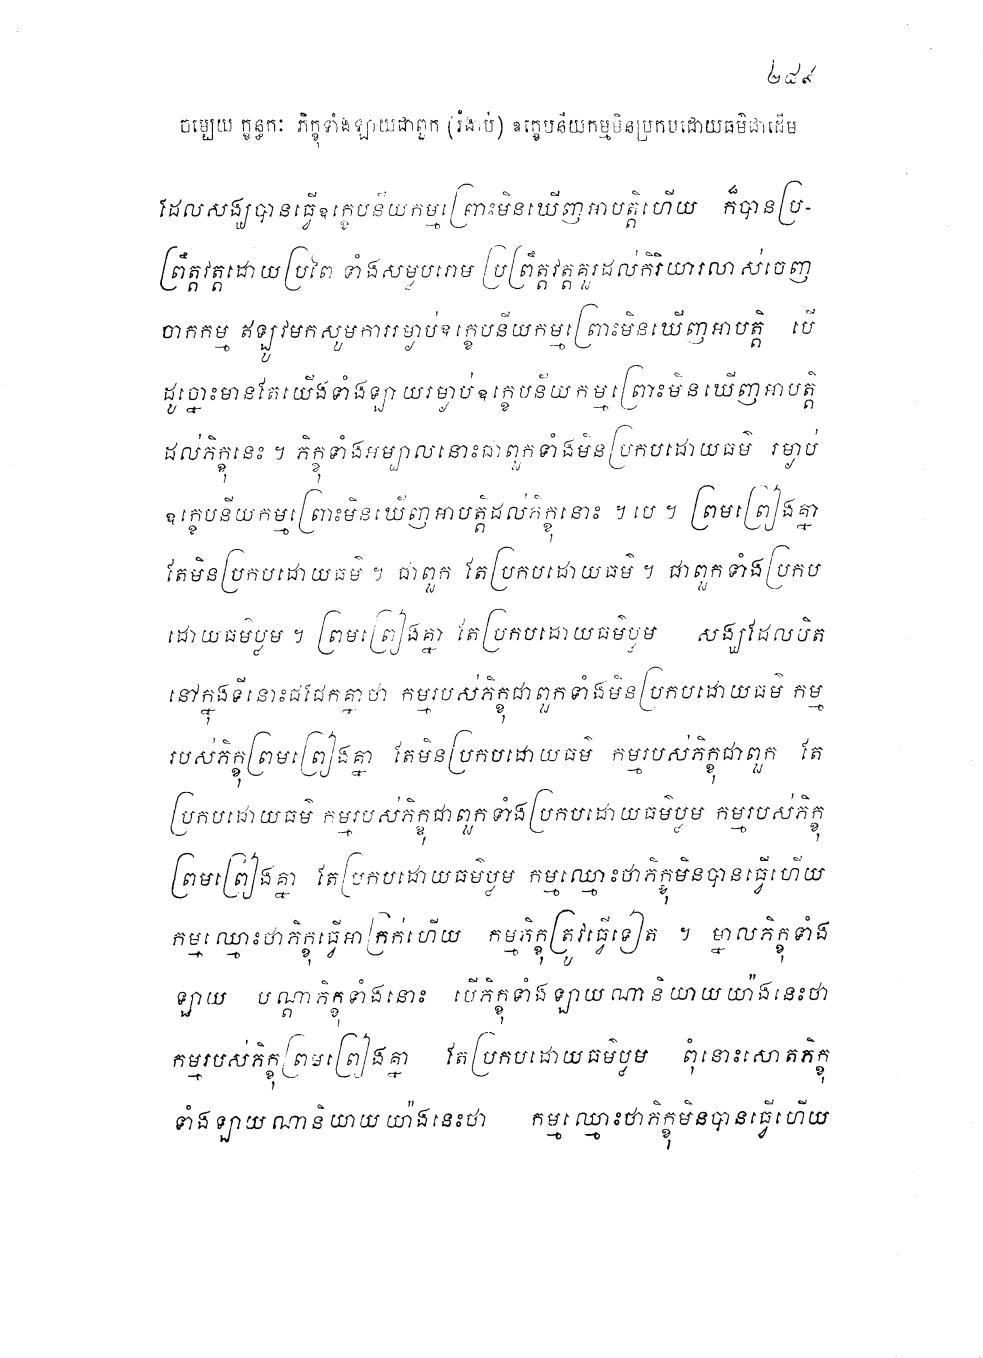 ២៤៩
ចម្បេយ្យ ក្ខន្ធកៈ ភិក្ខុទាំងឡាយជាពួក (រំងាប់) ឧក្ខេបនីយកម្មមិនប្រកបដោយធម៌ជាដើម
ដែលសង្ឃបានធ្វើឧក្ខេបនីយកម្មព្រោះមិនឃើញអាបត្តិហើយ ក៏បានប្រ-
ព្រឹត្តវត្តដោយប្រពៃ ទាំងសម្ងបរោម ប្រព្រឹត្តវត្តគួរដល់កិរិយារលាស់ចេញ
ចាកកម្ម ឥឡូវមកសូមការរម្ងាប់ឧក្ខេបនីយកម្មព្រោះមិនឃើញអាបត្តិ បើ
ដូច្នោះមានតែយើងទាំងឡាយរម្ងាប់ឧក្ខេបនីយកម្មព្រោះមិនឃើញអាបត្តិ
ដល់ភិក្ខុនេះ ។ ភិក្ខុទាំងអម្បាលនោះជាពួកទាំងមិនប្រកបដោយធម៌ រម្ងាប់
ឧក្ខេបនីយកម្មព្រោះមិនឃើញអាបត្តិដល់ភិក្ខុនោះ ។ បេ ។ ព្រមព្រៀងគ្នា
តែមិនប្រកបដោយធម៌ ។ ជាពួក តែប្រកបដោយធម៌ ។ ជាពួកទាំងប្រកប
ដោយធម៌ប្លម ។ ព្រមព្រៀងគ្នា តែប្រកបដោយធម៌ប្លម សង្ឃដែលឋិត
នៅក្នុងទីនោះជជែកគ្នាថា កម្មរបស់ភិក្ខុជាពួកទាំងមិនប្រកបដោយធម៌ កម្ម
របស់ភិក្ខុព្រមព្រៀងគ្នា តែមិនប្រកបដោយធម៌ កម្មរបស់ភិក្ខុជាពួក តែ
ប្រកបដោយធម៌ កម្មរបស់ភិក្ខុជាពួកទាំងប្រកបដោយធម៌ប្លម កម្មរបស់ភិក្ខុ
ព្រមព្រៀងគ្នា តែប្រកបដោយធម៌ប្លម កម្មឈ្មោះថាភិក្ខុមិនបានធ្វើហើយ
កម្មឈ្មោះថាភិក្ខុធ្វើអាក្រក់ហើយ កម្មភិក្ខុត្រូវធ្វើទៀត ។ ម្នាលភិក្ខុទាំង
ឡាយ បណ្តាភិក្ខុទាំងនោះ បើភិក្ខុទាំងឡាយណានិយាយយ៉ាងនេះថា
កម្មរបស់ភិក្ខុព្រមព្រៀងគ្នា តែប្រកបដោយធម៌ប្លម ពុំនោះសោតភិក្ខុ
ទាំងឡាយណានិយាយយ៉ាងនេះថា កម្មឈ្មោះថាភិក្ខុមិនបានធ្វើហើយ